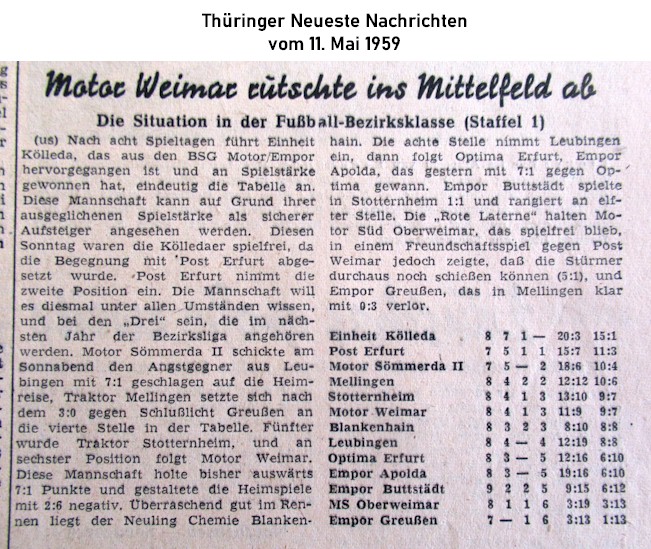 Thüringer Neueste Nachrichten
vom 11. Mai 1959
Motor Weimar rutschte ins Mittelfeld ab
Die Situation in der Fußball-Bezirksklasse (Staffel 1)
(us) Nach acht Spieltagen führt Einheit
Kölleda, das aus den BSG Motor/Empor
hervorgegangen ist und an Spielstärke
gewonnen hat, eindeutig die Tabelle an.
Diese Mannschaft kann auf Grund ihrer
ausgeglichenen Spielstärke als sicherer
Aufsteiger angesehen werden. Diesen
Sonntag waren die Kölledaer spielfrei, da
die Begegnung mit Post Erfurt abge-
setzt wurde. Post Erfurt nimmt die
zweite Position ein. Die Mannschaft will
es diesmal unter allen Umständen wissen,
und bei den „Drei" sein, die im näch-
sten Jahr der Bezirksliga angehören
werden. Motor Sömmerda II schickte am
Sonnabend den Angstgegner aus Leu-
bingen mit 7:1 geschlagen auf die Heim-
reise, Traktor Mellingen setzte sich nach
dem 3:0 gegen Schlußlicht Greußen an
die vierte Stelle in der Tabelle. Fünfter
wurde Traktor Stotternheim, und an
sechster Position folgt Motor Weimar.
Diese Mannschaft holte bisher auswärts
7:1 Punkte und gestaltete die Heimspiele
mit 2:6 negativ. Überraschend gut im Ren-
nen liegt der Neuling Chemie Blanken-
hain. Die achte Stelle nimmt Leubingen
ein, dann folgt Optima Erfurt, Empor
Apolda, das gestern mit 7:1 gegen Op-
tima gewann. Empor Buttstädt spielte
in Stotternheim 1:1 und rangiert an elf-
ter Stelle. Die „Rote Laterne" halten Mo-
tor Süd Oberweimar, das spielfrei blieb,
in einem Freundschaftsspiel gegen Post
Weimar jedoch zeigte, daß die Stürmer
durchaus noch schießen können (5:1), und
Empor Greußen, das in Mellingen klar
mit 0:3 verlor.
Einheit Kölleda 8 7 1 — 20:3 15:1
Post Erfurt 7 5 1 1 15:7 11:3
Motor Sömmerda II 7 5 — 2 18:6 10:4
Mellingen 8 4 2 2 12:12 10:6
Stotternheim 8 4 1 3 13:10 9:7
Motor Weimar 8 4 1 3 11:9 9:7
Blankenhain 8 3 2 3 8:10 8:8
Leubingen 8 4 — 4 12:19 8:8
Optima Erfurt 8 3 — 5 12:16 6:10
Empor Apolda 8 3 — 5 19:16 6:10
Empor Buttstädt 9 2 2 5 9:15 6:12
MS Oberweimar 8 1 1 6 3:19 3:13
Empor Greußen 7 — 1 6 3:13 1:13